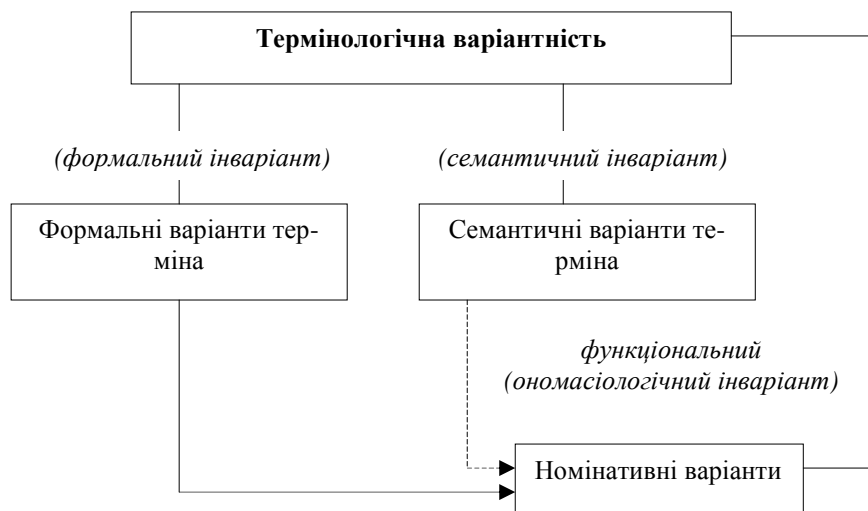 Термінологічна варіантність
(формальний інваріант)
(семантичний інваріант)
Формальні варіанти тер-
міна
Семантичні варіанти те-
рміна
функціональний
(ономасіологічний інваріант)
Номінативні варіанти